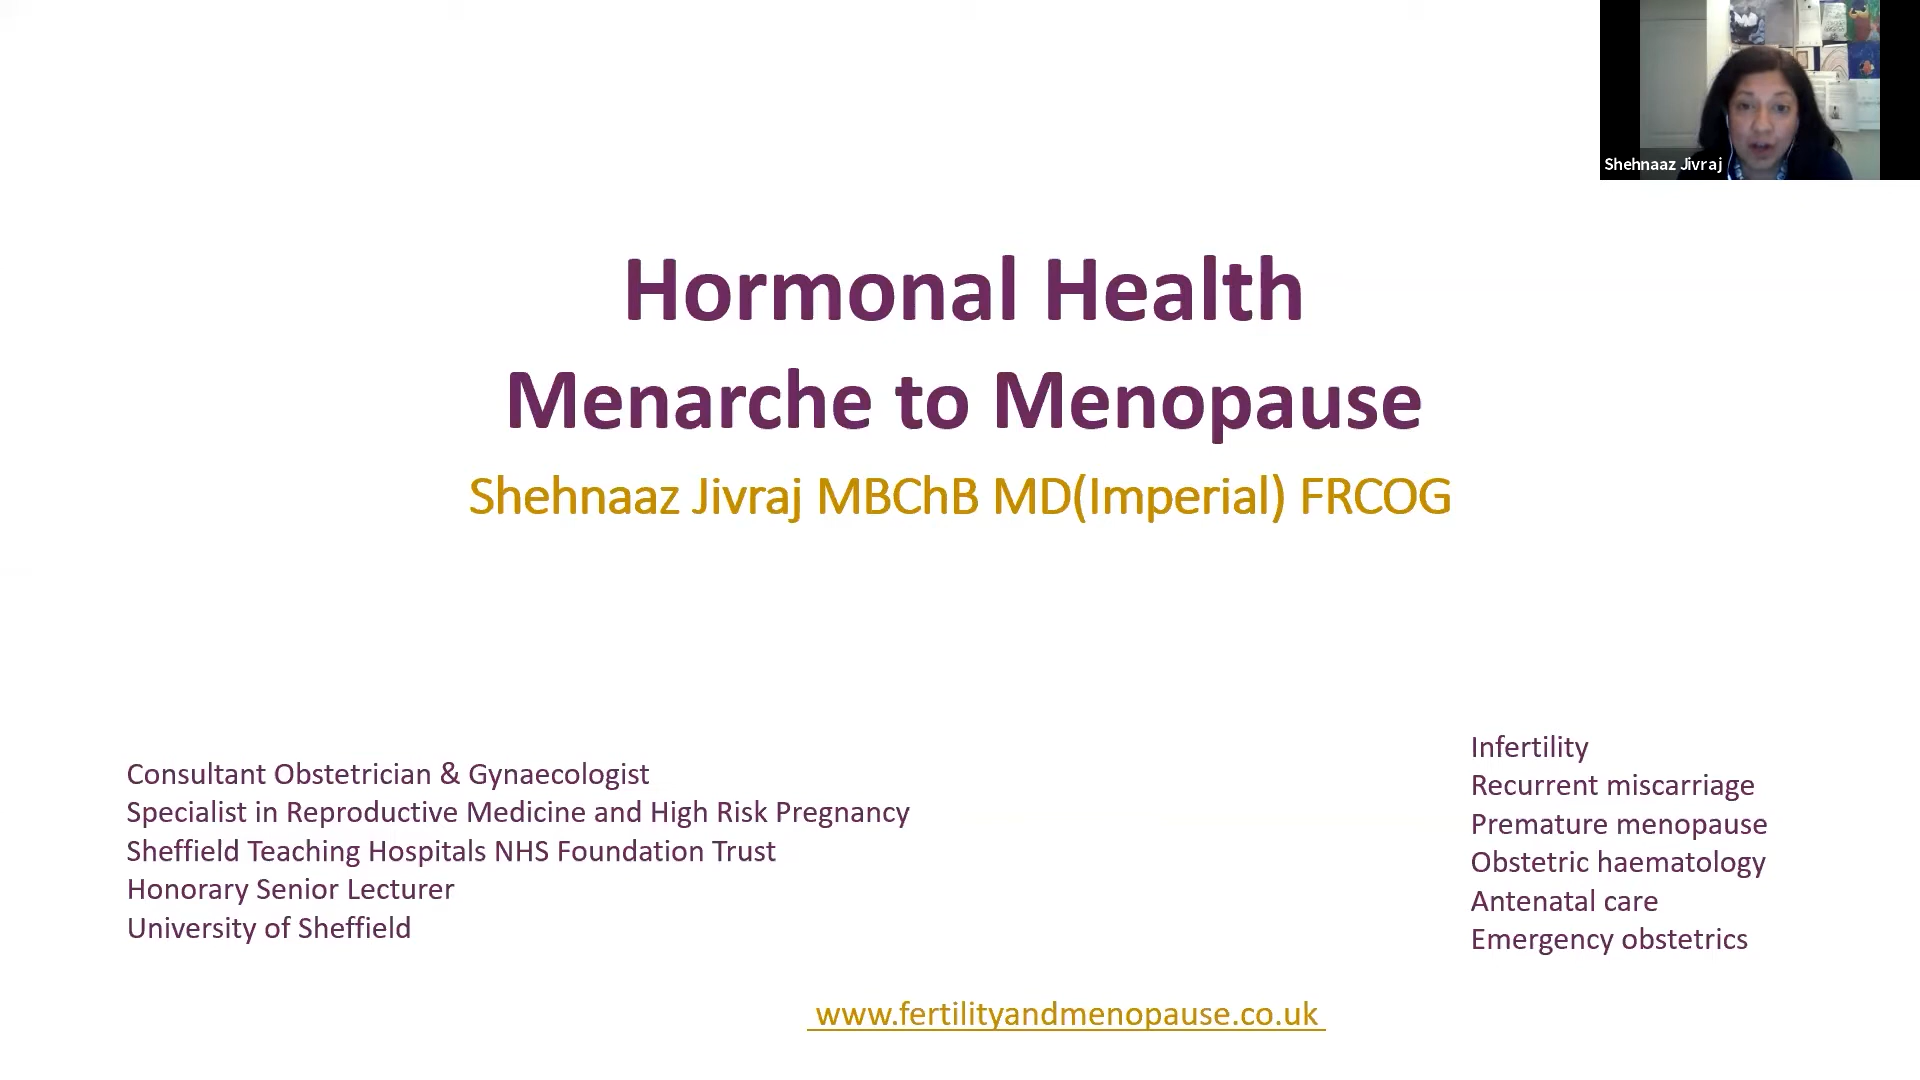 Shehnaaz Jivraj
Hormonal Health
Menarche to Menopause
Shehnaaz Jivraj MBChB MD(Imperial) FRCOG
Consultant Obstetrician & Gynaecologist
Specialist in Reproductive Medicine and High Risk Pregnancy
Sheffield Teaching Hospitals NHS Foundation Trust
Honorary Senior Lecturer
University of Sheffield
Infertility
Recurrent miscarriage
Premature menopause
Obstetric haematology
Antenatal care
Emergency obstetrics
www.fertilityandmenopause.co.uk